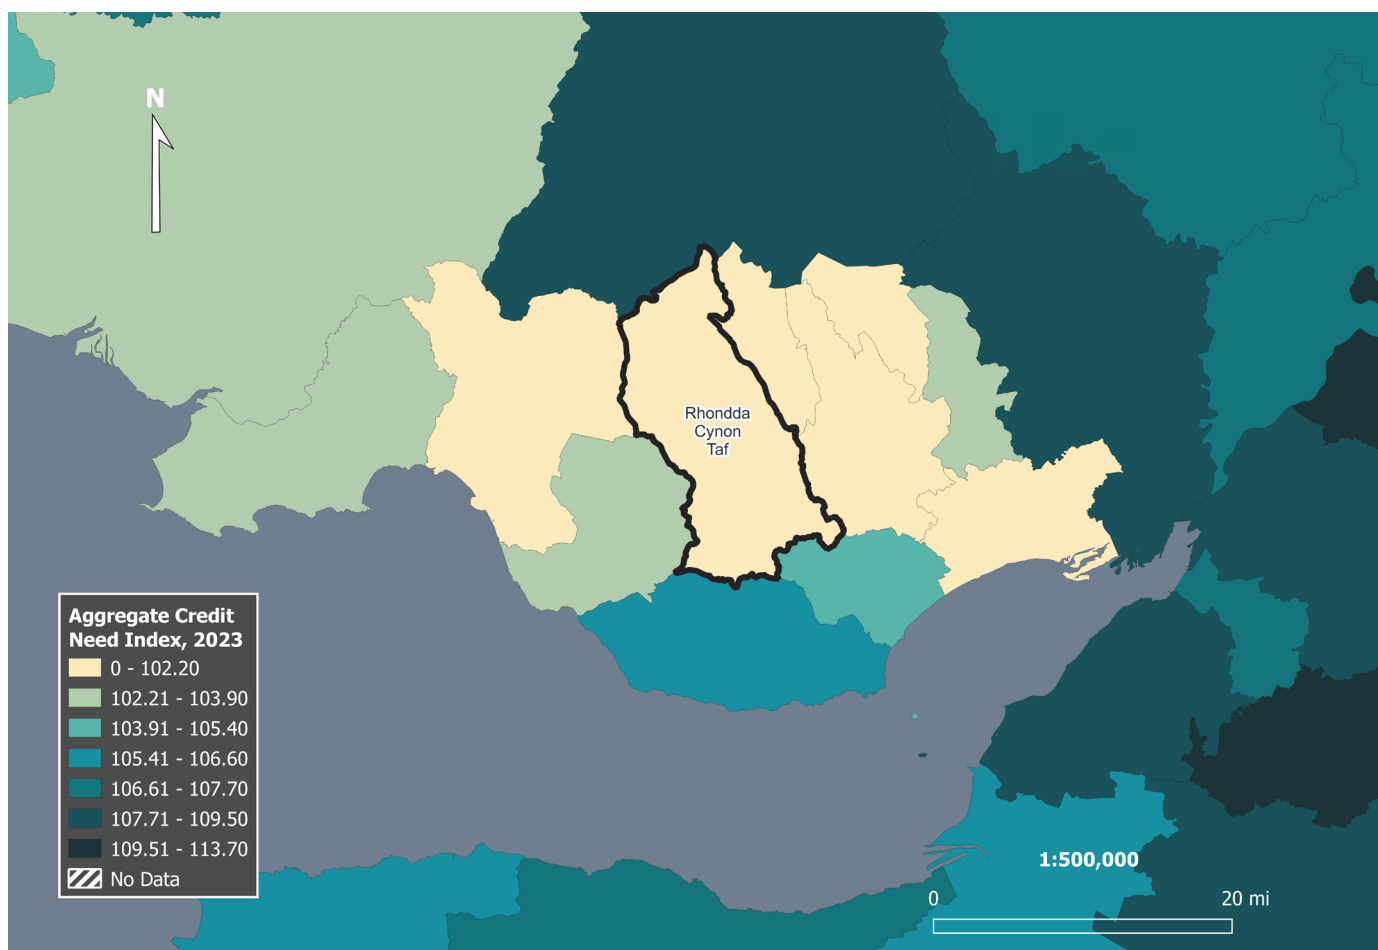 N
Rhondda
Cynon
Taf
Aggregate Credit
Need Index, 2023
0 - 102.20
102.21 - 103.90
103.91 - 105.40
105.41 - 106.60
106.61 - 107.70
107.71 - 109.50
109.51 - 113.70
No Data
1:500,000
0 20 mi